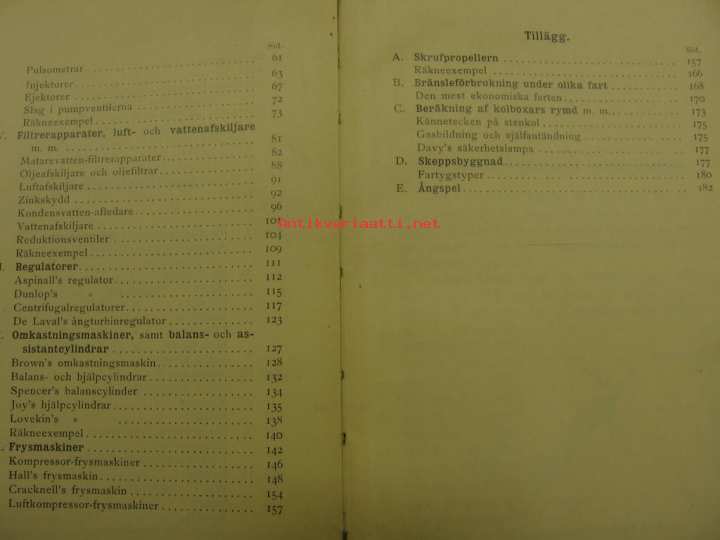 Sid.
Pulsometrar 61
Injektorer 63
Ejektorer 67
Slag i pumpventilerna 72
Räkneexempel 73
V. Filtrerapparater, luft- och vattenafskiljare
m. m. 81
Matarevatten-filtreapparater 82
Oljeafskiljare och oljefiltrar 88
Luftafskiljare 91
Zinkskydd 92
Kondensvatten-afledare 96
Vattenafskiljare
Reduktionsventiler 104
Räkneexempel 109
Regulatorer 111
Aspinall's regulator 112
Dunlop's » 115
Centrifugalregulatorer 117
De Laval's ångturbinregulator 123
Omkastningsmaskiner, samt balans- och as-
sistantcylindrar 127
Brown's omkastningsmaskin 128
Balans- och hjälpcylindrar 132
Spencer's balanscylinder 134
Joy's hjälpcylindrar 135
Lovekin's » 138
Räkneexempel 140
Frysmaskiner 142
Kompressor-frysmaskiner 146
Hall's frysmaskin 148
Cracknell's frysmaskin 154
Luftkompressor-frysmaskiner 157
Tillägg.
Sid.
A. Skrufpropellern 157
Räkneexempel 166
B. Bränsleförbrukning under olika fart 168
Den mest ekonomiska farten 170
C. Beräkning af kolboxars rymd m. m. 173
Kännetecken på stenkol 175
Gasbildning och själfantändning 175
Davy's säkerhetslampa 177
D. Skeppsbyggnad 177
Fartygstyper 180
E. Ångspel 182
Antikvariaatti.net